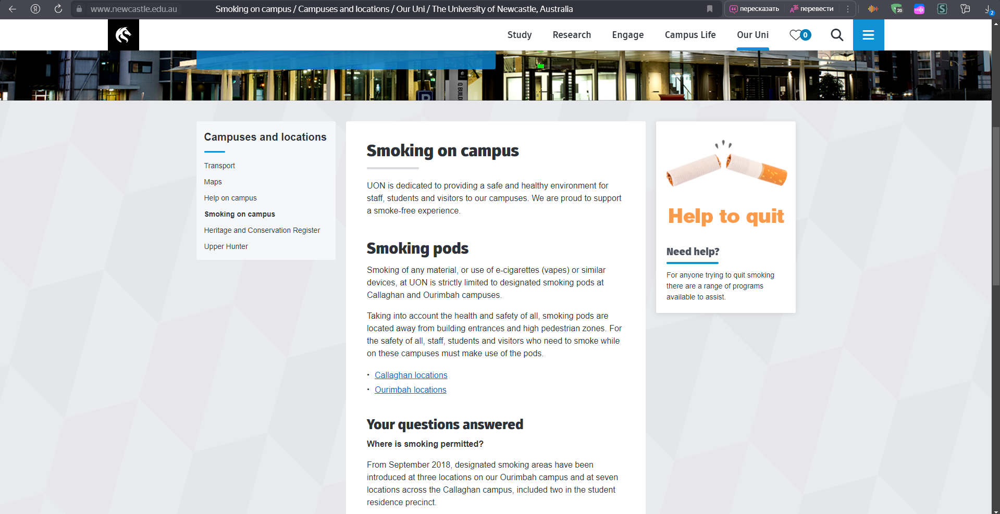 www.newcastle.edu.au
Smoking on campus / Campuses and locations / Our Uni / The University of Newcastle, Australia
пересказать
перевести
20
2
Study
Research
Engage
Campus Life
Our Uni
0
Campuses and locations
Transport
Maps
Help on campus
Smoking on campus
Heritage and Conservation Register
Upper Hunter
Smoking on campus
UON is dedicated to providing a safe and healthy environment for
staff, students and visitors to our campuses. We are proud to support
a smoke-free experience.
Smoking pods
Smoking of any material, or use of e-cigarettes (vapes) or similar
devices, at UON is strictly limited to designated smoking pods at
Callaghan and Ourimbah campuses.
Taking into account the health and safety of all, smoking pods are
located away from building entrances and high pedestrian zones. For
the safety of all, staff, students and visitors who need to smoke while
on these campuses must make use of the pods.
• Callaghan locations
• Ourimbah locations
Your questions answered
Where is smoking permitted?
From September 2018, designated smoking areas have been
introduced at three locations on our Ourimbah campus and at seven
locations across the Callaghan campus, included two in the student
residence precinct.
Help to quit
Need help?
For anyone trying to quit smoking
there are a range of programs
available to assist.